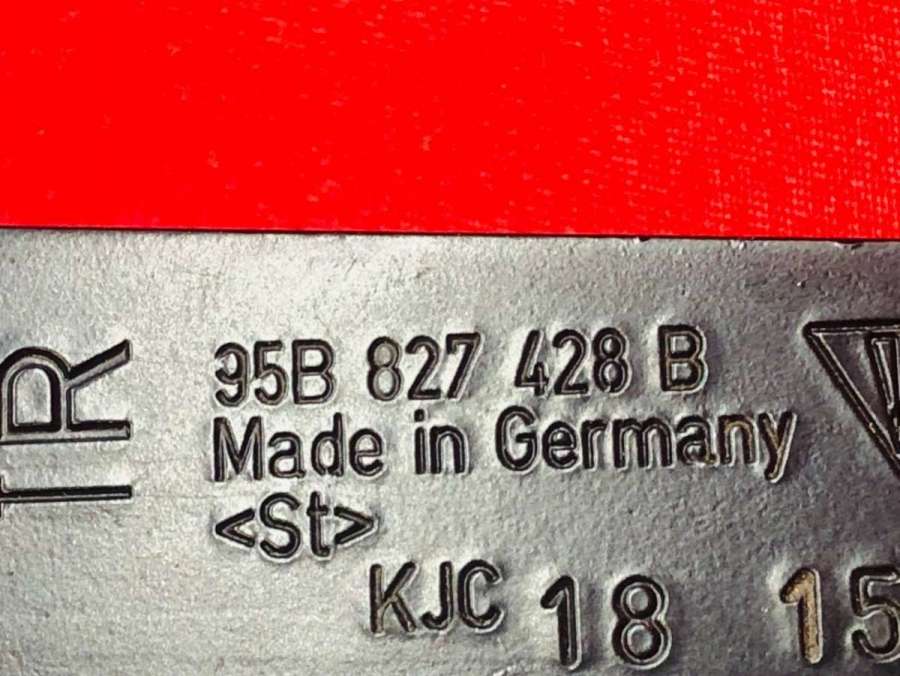 TR
95B 827 428 B
Made in Germany
<St>
KJC 18 15